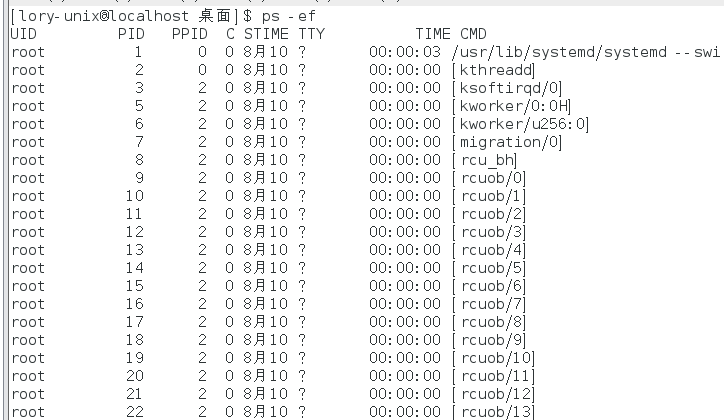 [lory-unix@localhost 桌面]$ ps -ef
UID PID PPID C STIME TTY TIME CMD
root 1 0 0 8月10 ? 00:00:03 /usr/lib/systemd/systemd --swi
root 2 0 0 8月10 ? 00:00:00 [kthreadd]
root 3 2 0 8月10 ? 00:00:00 [ksoftirqd/0]
root 5 2 0 8月10 ? 00:00:00 [kworker/0:0H]
root 6 2 0 8月10 ? 00:00:00 [kworker/u256:0]
root 7 2 0 8月10 ? 00:00:00 [migration/0]
root 8 2 0 8月10 ? 00:00:00 [rcu_bh]
root 9 2 0 8月10 ? 00:00:00 [rcuob/0]
root 10 2 0 8月10 ? 00:00:00 [rcuob/1]
root 11 2 0 8月10 ? 00:00:00 [rcuob/2]
root 12 2 0 8月10 ? 00:00:00 [rcuob/3]
root 13 2 0 8月10 ? 00:00:00 [rcuob/4]
root 14 2 0 8月10 ? 00:00:00 [rcuob/5]
root 15 2 0 8月10 ? 00:00:00 [rcuob/6]
root 16 2 0 8月10 ? 00:00:00 [rcuob/7]
root 17 2 0 8月10 ? 00:00:00 [rcuob/8]
root 18 2 0 8月10 ? 00:00:00 [rcuob/9]
root 19 2 0 8月10 ? 00:00:00 [rcuob/10]
root 20 2 0 8月10 ? 00:00:00 [rcuob/11]
root 21 2 0 8月10 ? 00:00:00 [rcuob/12]
root 22 2 0 8月10 ? 00:00:00 [rcuob/13]